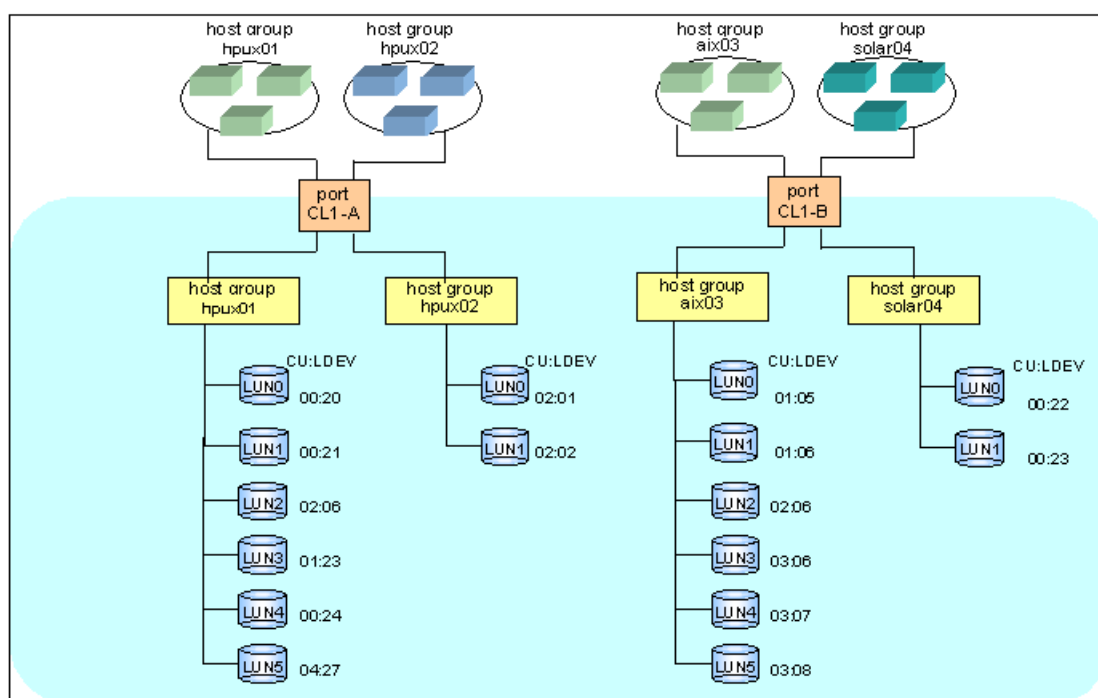 host group
hpux01
host group
hpux02
host group
aix03
host group
solar04
port
CL1-A
port
CL1-B
host group
hpux01
host group
hpux02
host group
aix03
host group
solar04
CU:LDEV
LUN0 00:20
LUN1 00:21
LUN2 02:06
LUN3 01:23
LUN4 00:24
LUN5 04:27
CU:LDEV
LUN0 02:01
LUN1 02:02
CU:LDEV
LUN0 01:05
LUN1 01:06
LUN2 02:06
LUN3 03:06
LUN4 03:07
LUN5 03:08
CU:LDEV
LUN0 00:22
LUN1 00:23